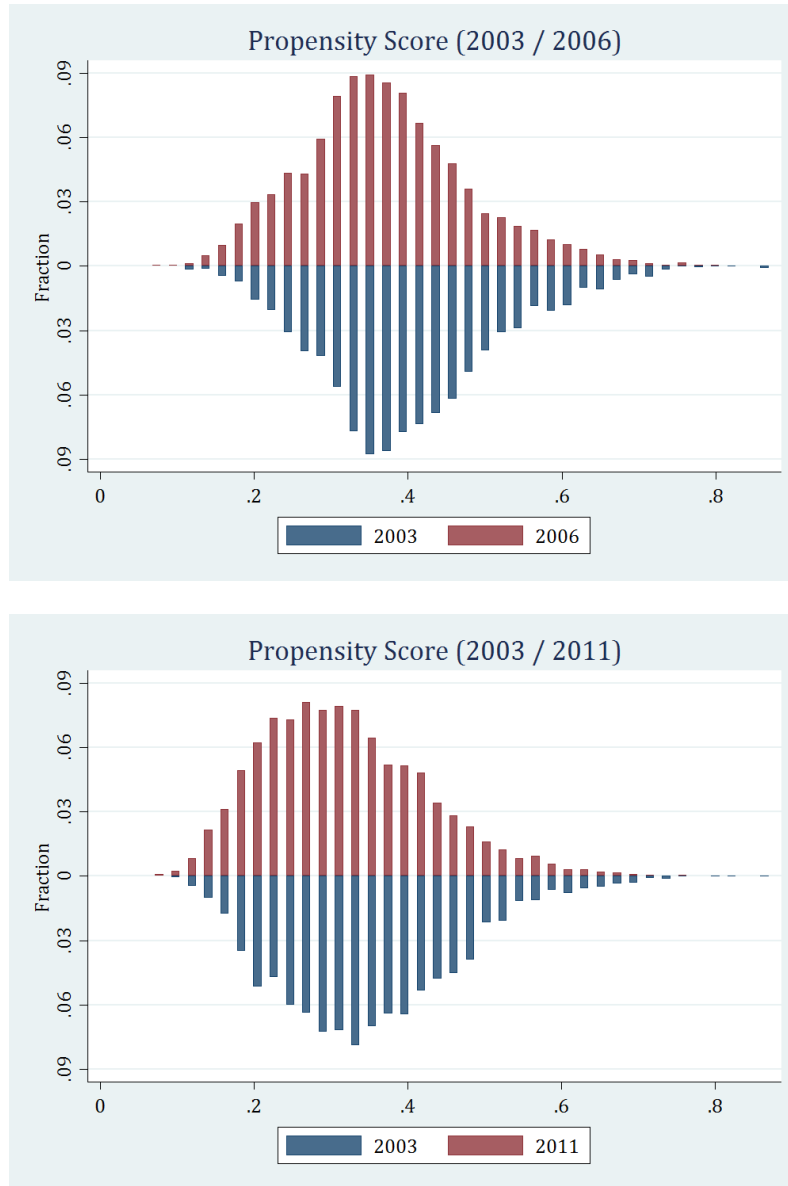 Propensity Score (2003 / 2006)
.09
.06
.03
0
.03
.06
.09
Fraction
0 .2 .4 .6 .8
2003 2006
Propensity Score (2003 / 2011)
.09
.06
.03
0
.03
.06
.09
Fraction
0 .2 .4 .6 .8
2003 2011